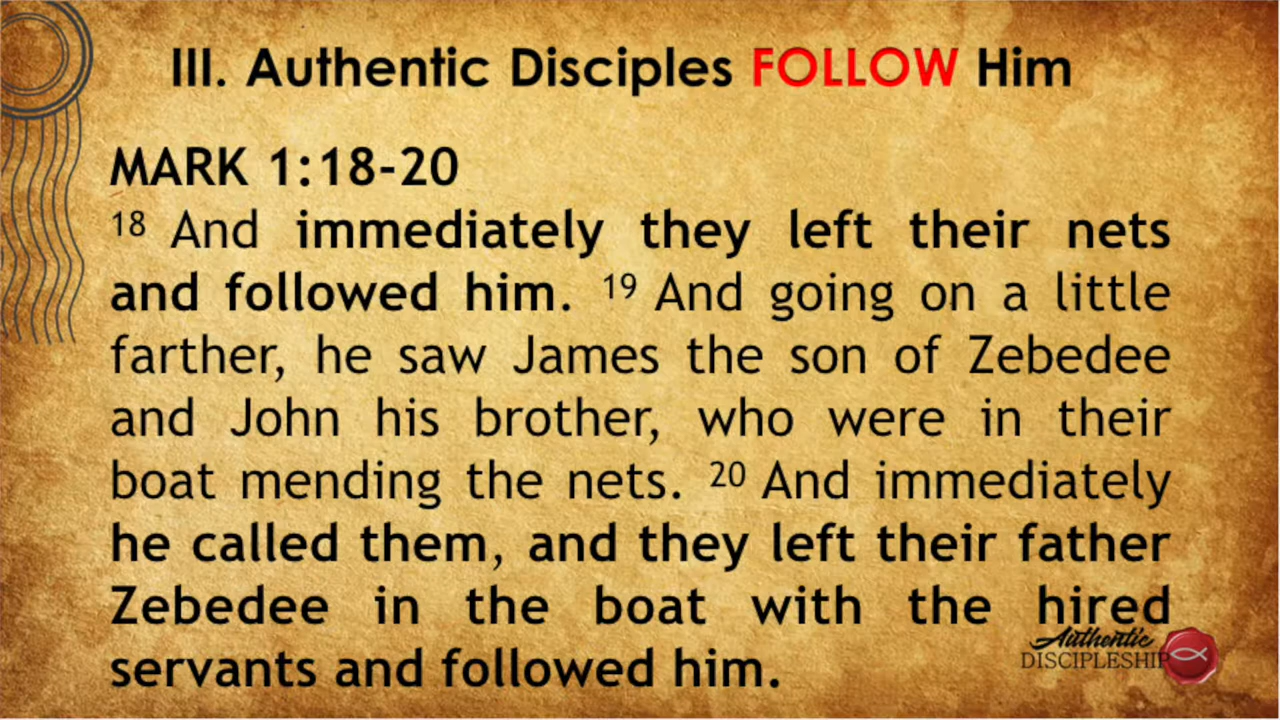 III. Authentic Disciples FOLLOW Him
MARK 1:18-20
18 And immediately they left their nets
and followed him. 19 And going on a little
farther, he saw James the son of Zebedee
and John his brother, who were in their
boat mending the nets. 20 And immediately
he called them, and they left their father
Zebedee in the boat with the hired
servants and followed him.
Authentic
DISCIPLESHIP